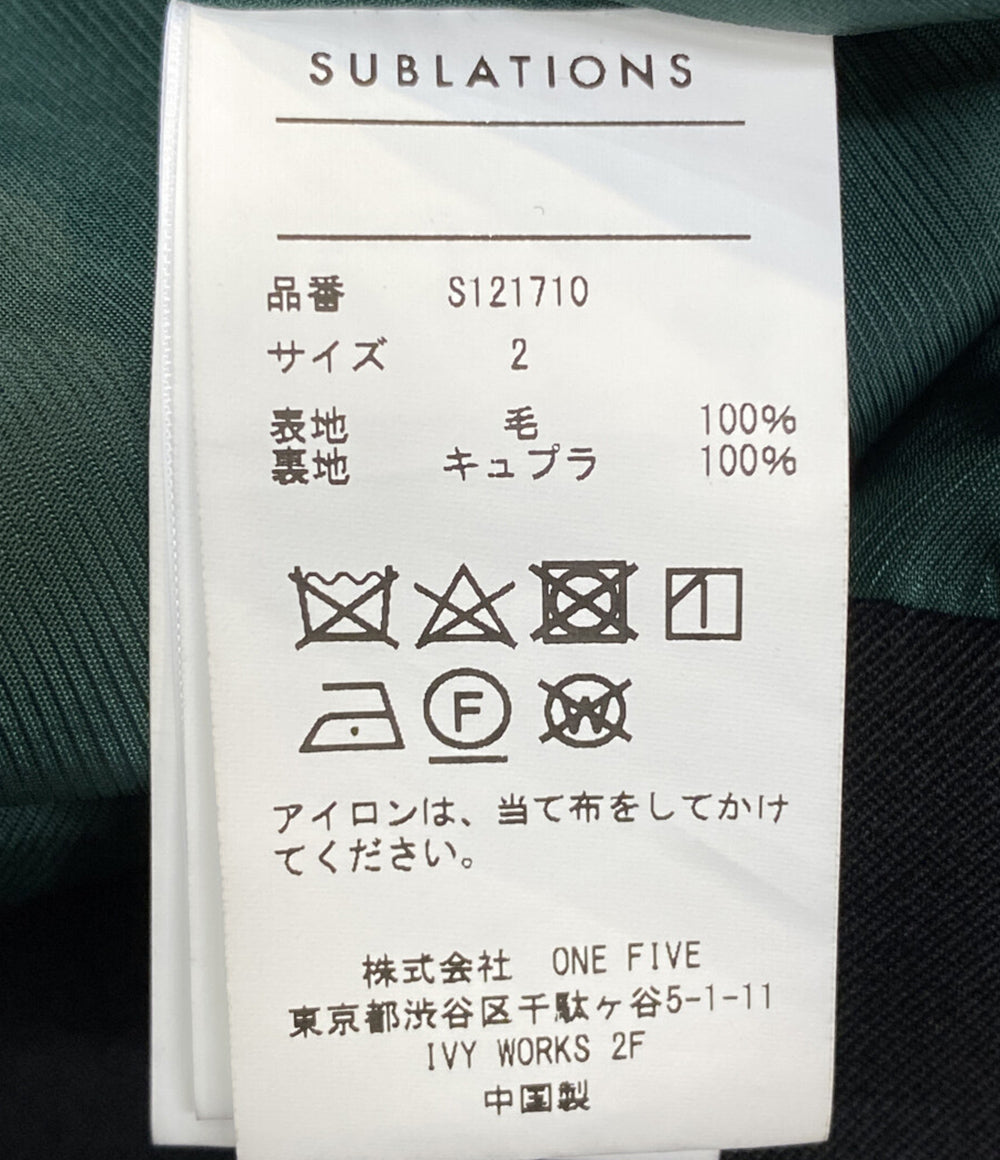 SUBLATIONS
品番 S121710
サイズ 2
表地 毛 100%
裏地 キュプラ 100%
F
W
アイロンは、当て布をしてかけ
てください。
株式会社 ONE FIVE
東京都渋谷区千駄ヶ谷5-1-11
IVY WORKS 2F
中国製